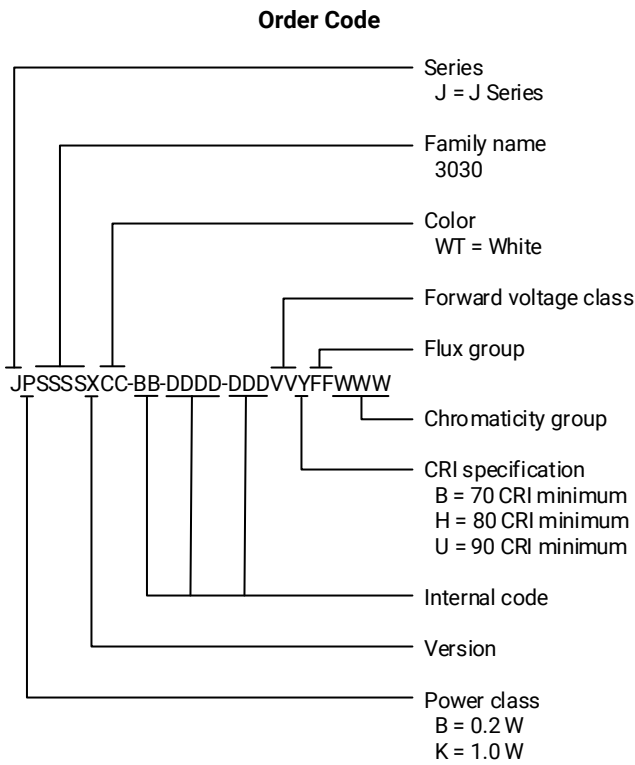 Order Code
Series
J = J Series
Family name
3030
Color
WT = White
Forward voltage class
Flux group
JPSSSSXCC-BB-DDDD-DDDVVYFFWWW
Chromaticity group
CRI specification
B = 70 CRI minimum
H = 80 CRI minimum
U = 90 CRI minimum
Internal code
Version
Power class
B = 0.2 W
K = 1.0 W